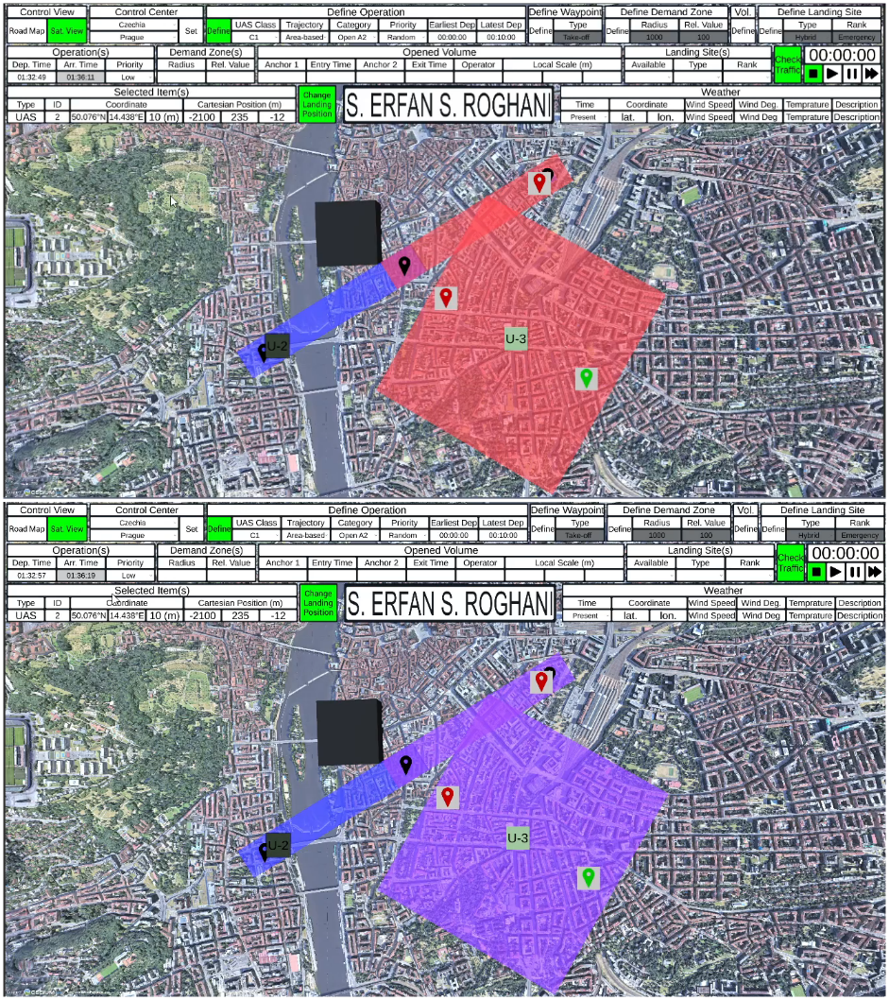 Control View Control Center Define Operation Define Waypoint Define Demand Zone Vol. Define Landing Site
Road Map Sat. View Czechia Set Define UAS Class Trajectory Category Priority Earliest Dep Latest Dep Define Type Define Radius Rel. Value Define Define Type Rank
Prague C1 Area-based Open A2 Random 00:00:00 00:10:00 Take-off 1000 100 Hybrid Emergency
Operation(s) Demand Zone(s) Opened Volume Landing Site(s) Check Traffic 00:00:00
Dep. Time Arr. Time Priority Radius Rel. Value Anchor 1 Entry Time Anchor 2 Exit Time Operator Local Scale (m) Available Type Rank
01:32:49 01:36:11 Low
Selected Item(s) Change Landing Position S. ERFAN S. ROGHANI Weather
Type ID Coordinate Cartesian Position (m) Time Coordinate Wind Speed Wind Deg. Temprature Description
UAS 2 50.076°N 14.438°E 10 (m) -2100 235 -12 Present lat. lon. Wind Speed Wind Deg Temprature Description
U-2
U-3
Control View Control Center Define Operation Define Waypoint Define Demand Zone Vol. Define Landing Site
Road Map Sat. View Czechia Set Define UAS Class Trajectory Category Priority Earliest Dep Latest Dep Define Type Define Radius Rel. Value Define Define Type Rank
Prague C1 Area-based Open A2 Random 00:00:00 00:10:00 Take-off 1000 100 Hybrid Emergency
Operation(s) Demand Zone(s) Opened Volume Landing Site(s) Check Traffic 00:00:00
Dep. Time Arr. Time Priority Radius Rel. Value Anchor 1 Entry Time Anchor 2 Exit Time Operator Local Scale (m) Available Type Rank
01:32:57 01:36:19 Low
Selected Item(s) Change Landing Position S. ERFAN S. ROGHANI Weather
Type ID Coordinate Cartesian Position (m) Time Coordinate Wind Speed Wind Deg. Temprature Description
UAS 2 50.076°N 14.438°E 10 (m) -2100 235 -12 Present lat. lon. Wind Speed Wind Deg Temprature Description
U-2
U-3